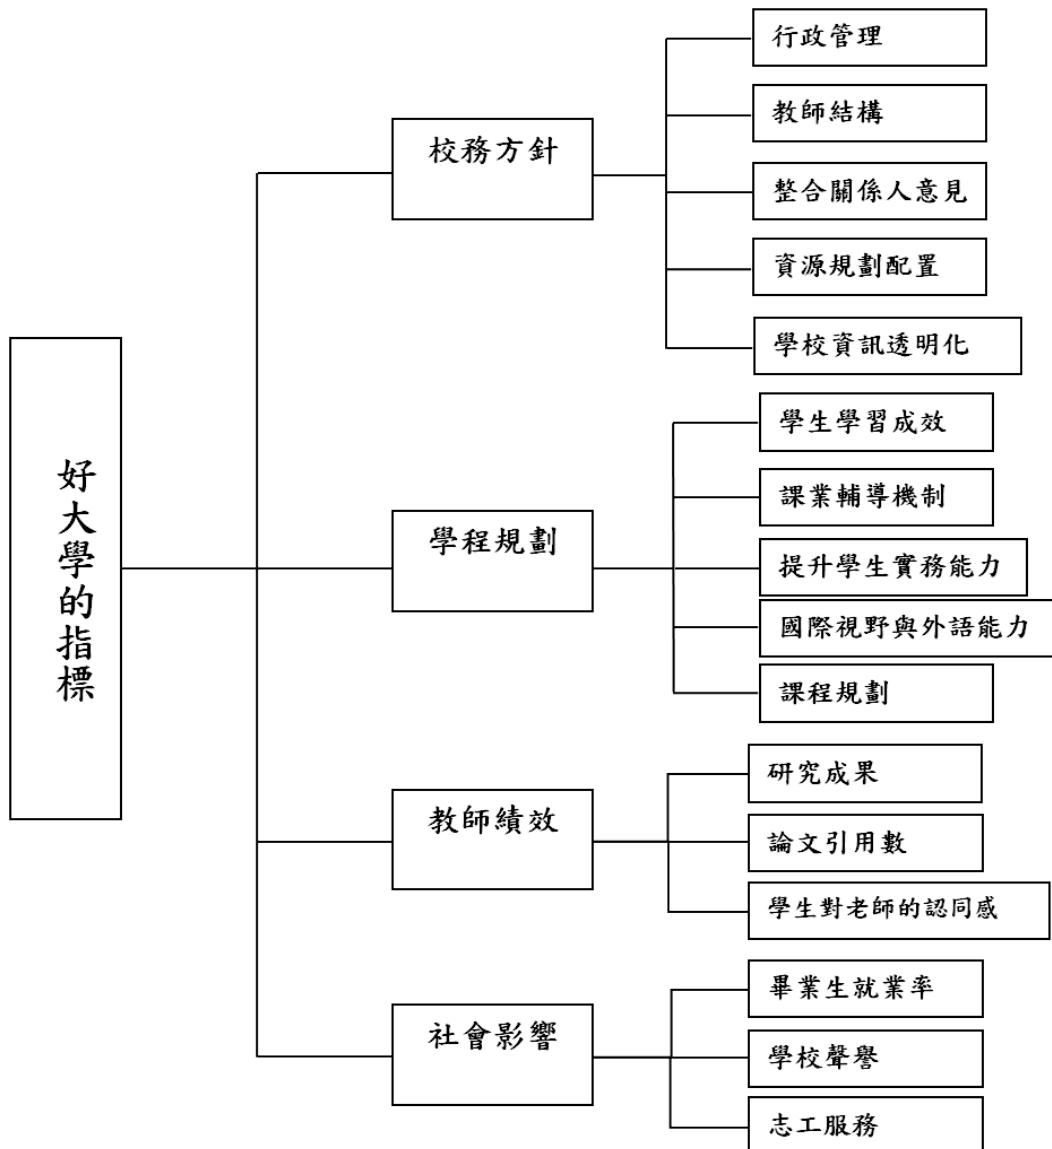 好大學的指標
校務方針
行政管理
教師結構
整合關係人意見
資源規劃配置
學校資訊透明化
學程規劃
學生學習成效
課業輔導機制
提升學生實務能力
國際視野與外語能力
課程規劃
教師績效
研究成果
論文引用數
學生對老師的認同感
社會影響
畢業生就業率
學校聲譽
志工服務